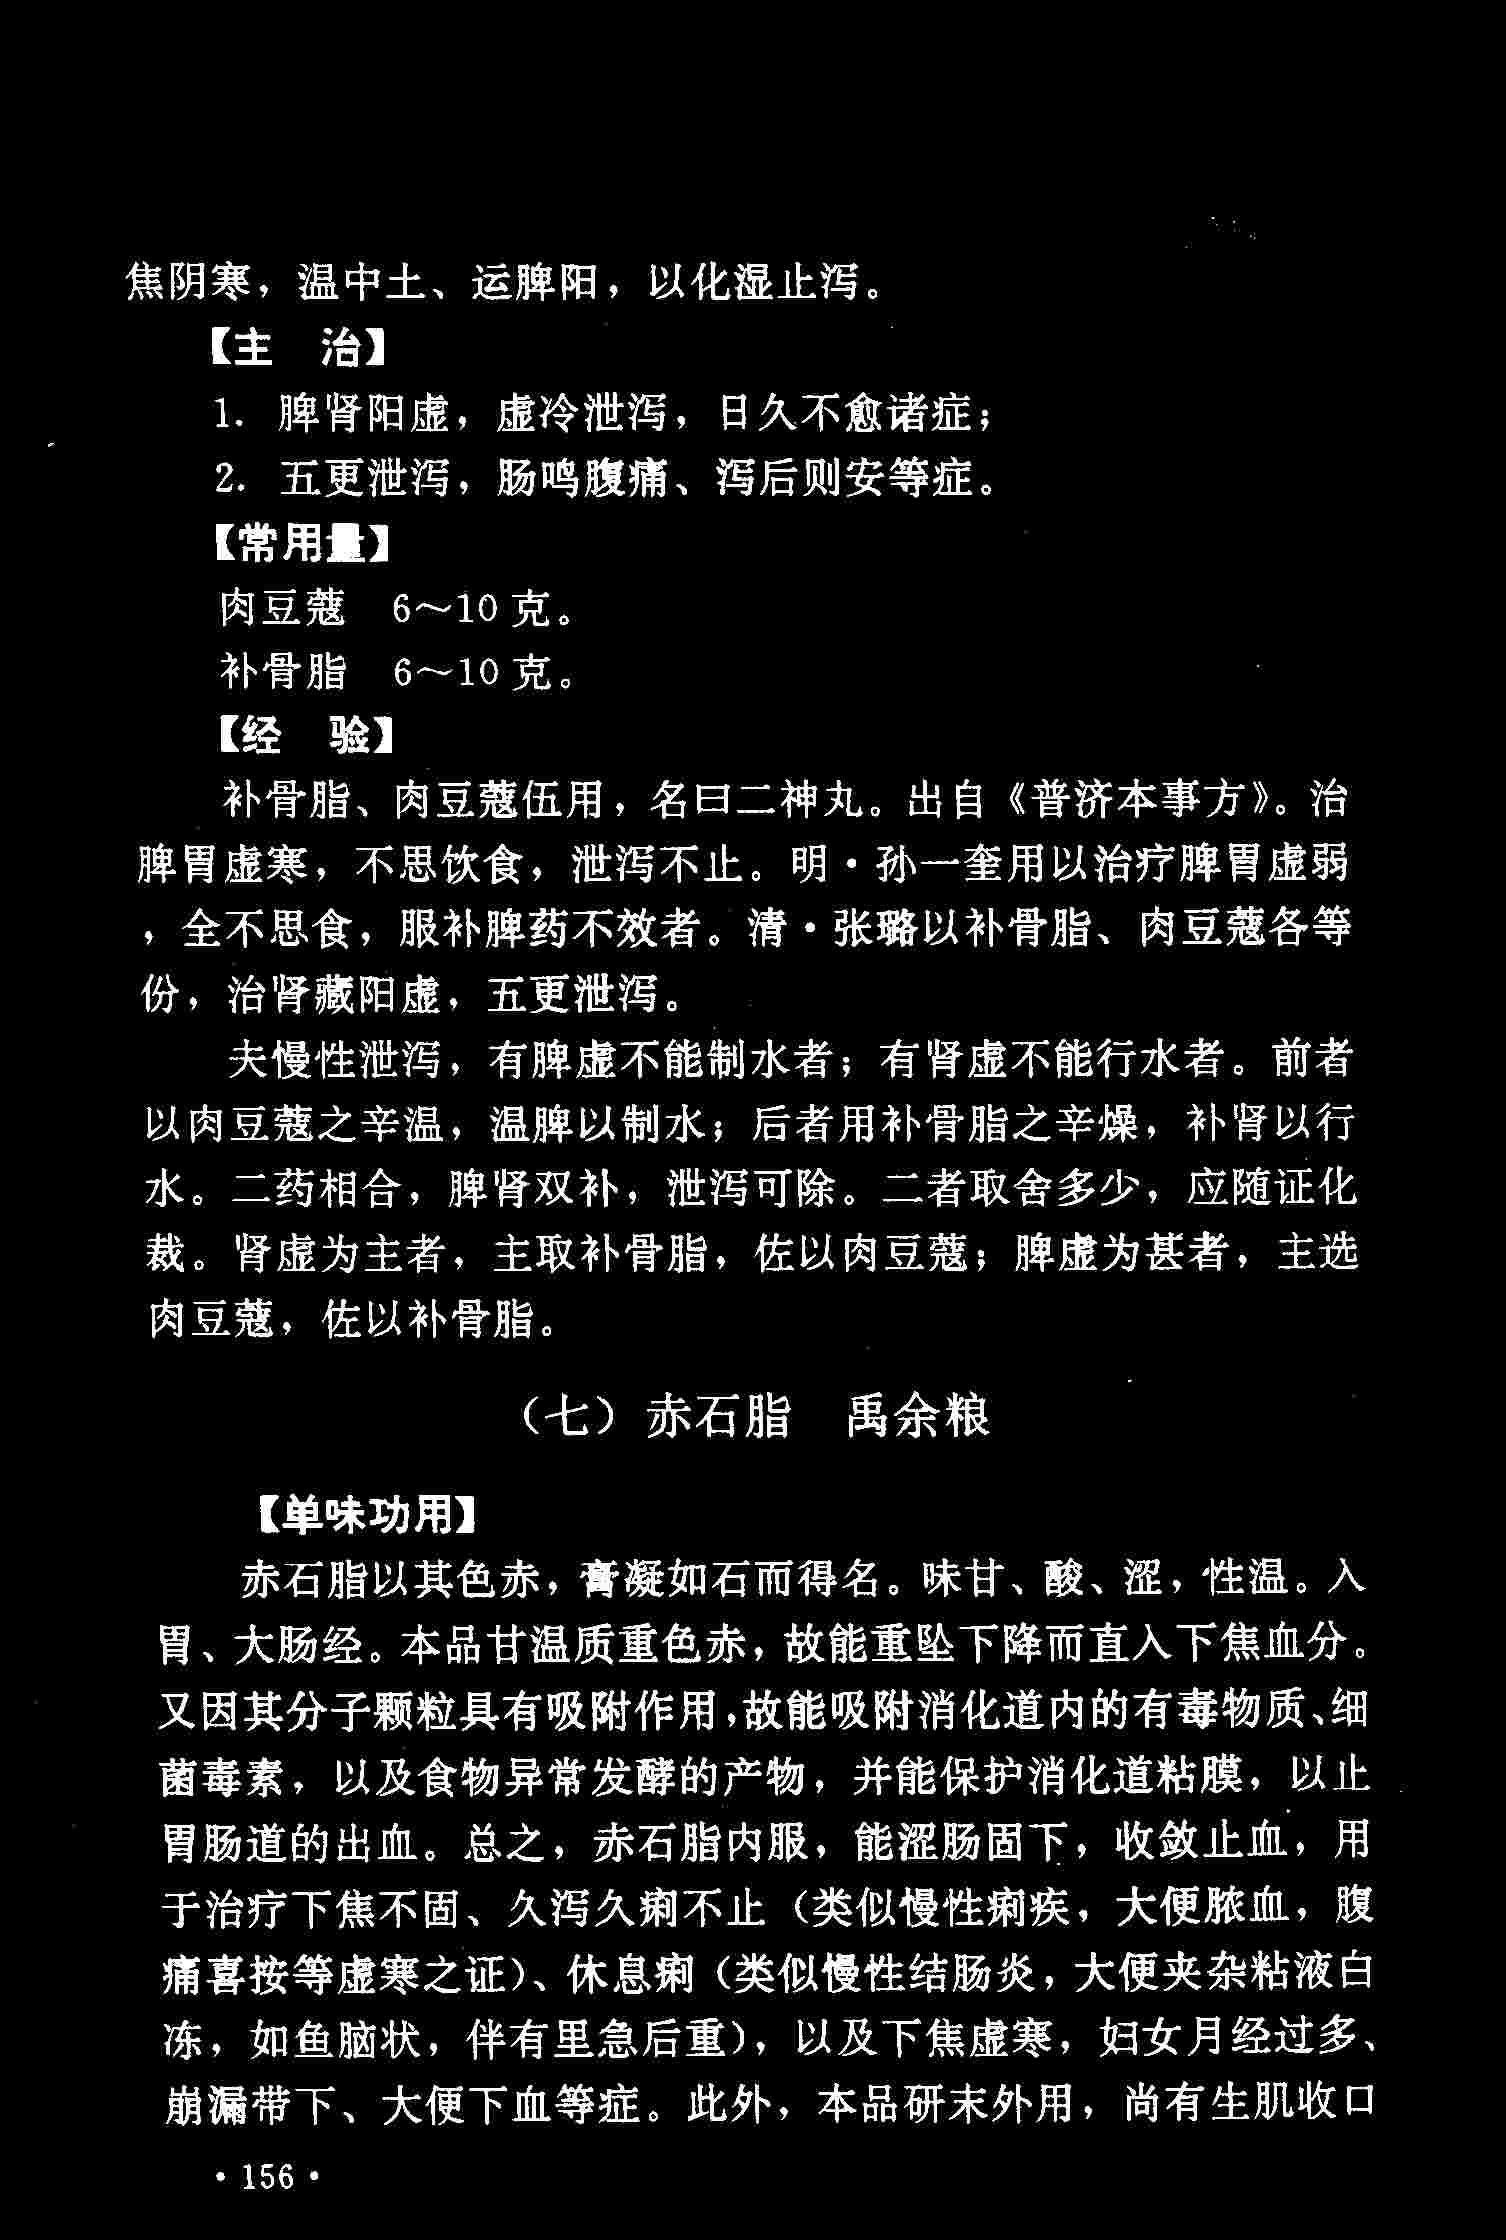 焦阴寒，温中土、运脾阳，以化湿止泻。
【主　治】
1. 脾肾阳虚，虚冷泄泻，日久不愈诸症；
2. 五更泄泻，肠鸣腹痛、泻后则安等症。
【常用量】
肉豆蔻　6～10 克。
补骨脂　6～10 克。
【经　验】
补骨脂、肉豆蔻伍用，名曰二神丸。出自《普济本事方》。治
脾胃虚寒，不思饮食，泄泻不止。明·孙一奎用以治疗脾胃虚弱
，全不思食，服补脾药不效者。清·张璐以补骨脂、肉豆蔻各等
份，治肾藏阳虚，五更泄泻。
夫慢性泄泻，有脾虚不能制水者；有肾虚不能行水者。前者
以肉豆蔻之辛温，温脾以制水；后者用补骨脂之辛燥，补肾以行
水。二药相合，脾肾双补，泄泻可除。二者取舍多少，应随证化
裁。肾虚为主者，主取补骨脂，佐以肉豆蔻；脾虚为甚者，主选
肉豆蔻，佐以补骨脂。
（七）赤石脂　禹余粮
【单味功用】
赤石脂以其色赤，膏凝如石而得名。味甘、酸、涩，性温。入
胃、大肠经。本品甘温质重色赤，故能重坠下降而直入下焦血分。
又因其分子颗粒具有吸附作用，故能吸附消化道内的有毒物质、细
菌毒素，以及食物异常发酵的产物，并能保护消化道粘膜，以止
胃肠道的出血。总之，赤石脂内服，能涩肠固下，收敛止血，用
于治疗下焦不固、久泻久痢不止（类似慢性痢疾，大便脓血，腹
痛喜按等虚寒之证）、休息痢（类似慢性结肠炎，大便夹杂粘液白
冻，如鱼脑状，伴有里急后重），以及下焦虚寒，妇女月经过多、
崩漏带下、大便下血等症。此外，本品研末外用，尚有生肌收口
· 156 ·